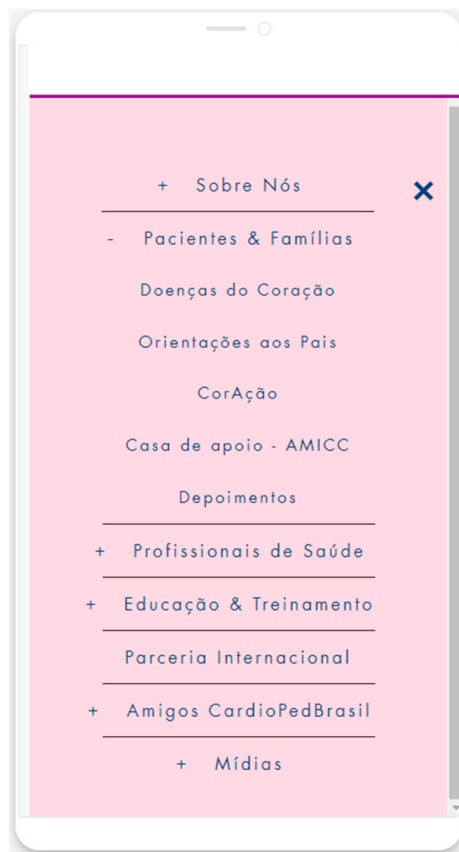 + Sobre Nós
- Pacientes & Famílias
Doenças do Coração
Orientações aos Pais
CorAção
Casa de apoio - AMICC
Depoimentos
+ Profissionais de Saúde
+ Educação & Treinamento
Parceria Internacional
+ Amigos CardioPedBrasil
+ Mídias